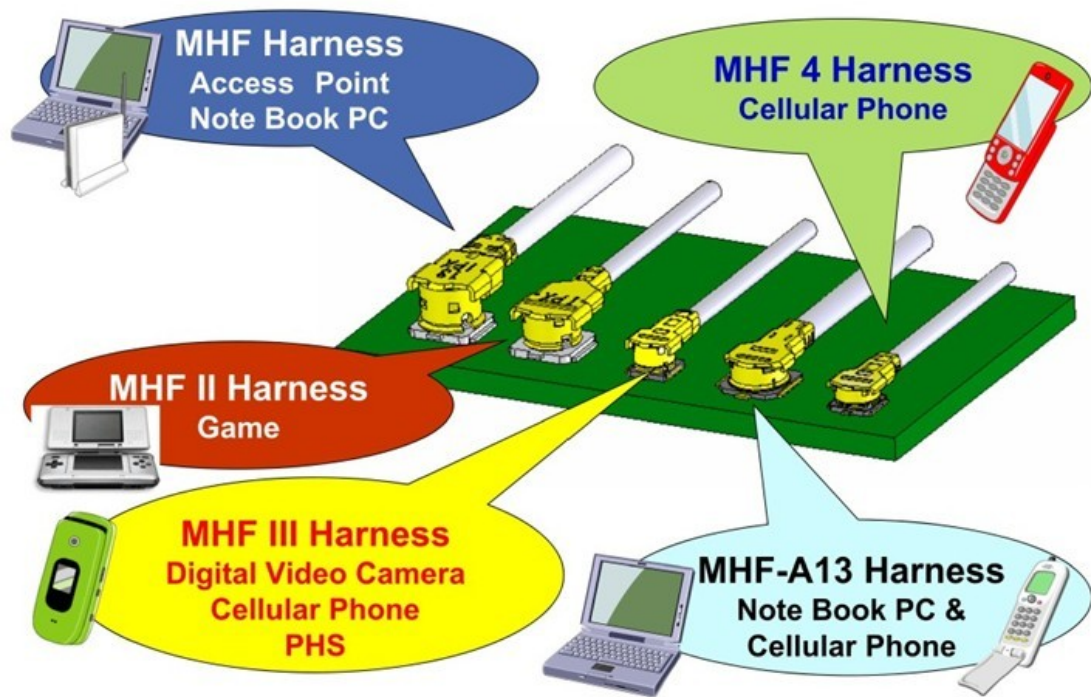 MHF Harness
Access Point
Note Book PC
MHF 4 Harness
Cellular Phone
MHF II Harness
Game
MHF III Harness
Digital Video Camera
Cellular Phone
PHS
MHF-A13 Harness
Note Book PC &
Cellular Phone